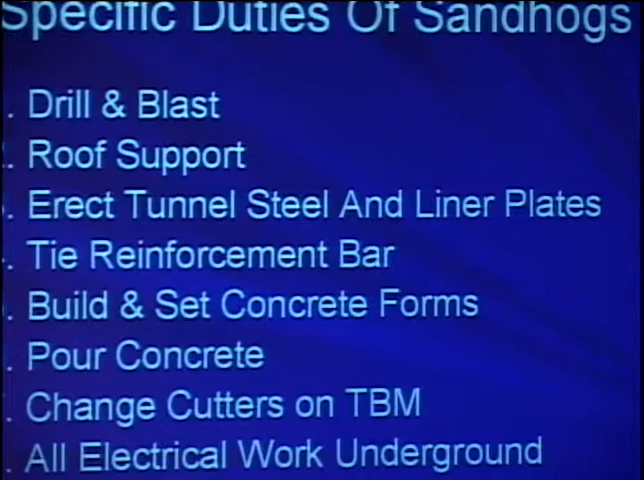 Specific Duties Of Sandhogs
. Drill & Blast
. Roof Support
. Erect Tunnel Steel And Liner Plates
. Tie Reinforcement Bar
. Build & Set Concrete Forms
. Pour Concrete
. Change Cutters on TBM
. All Electrical Work Underground